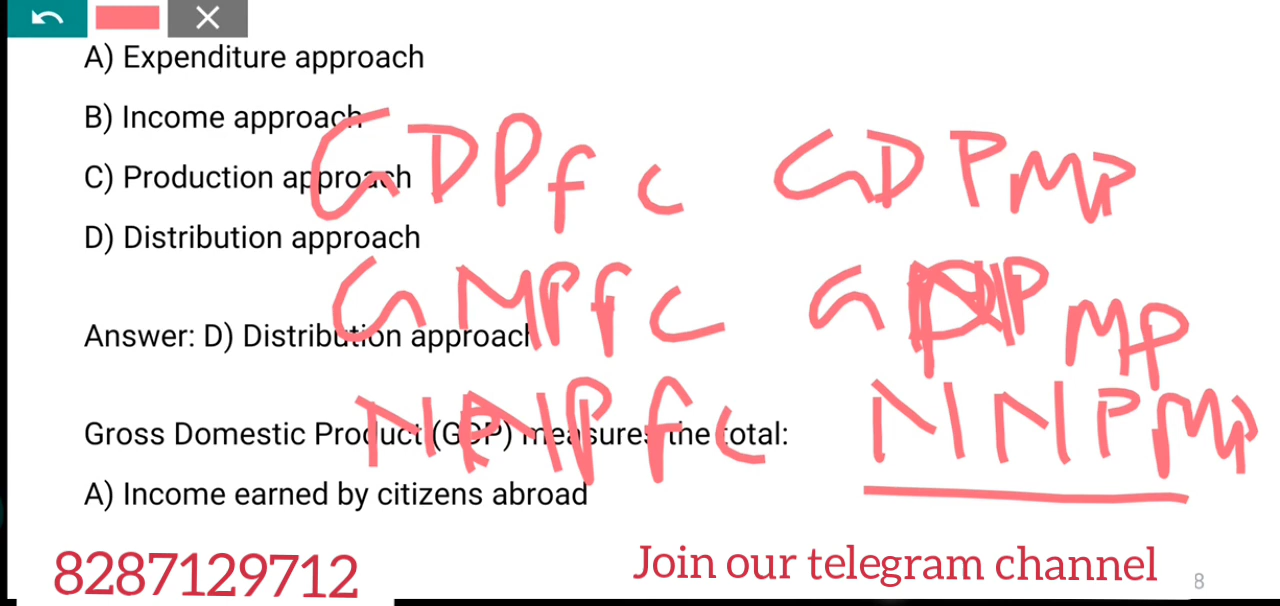 A) Expenditure approach
B) Income approach
C) Production approach
D) Distribution approach
GDPfc GDPMP
GNPfc GNPMP
Answer: D) Distribution approach
NNPfc NNPMP
Gross Domestic Product (GDP) measures the total:
A) Income earned by citizens abroad
8287129712
Join our telegram channel
8